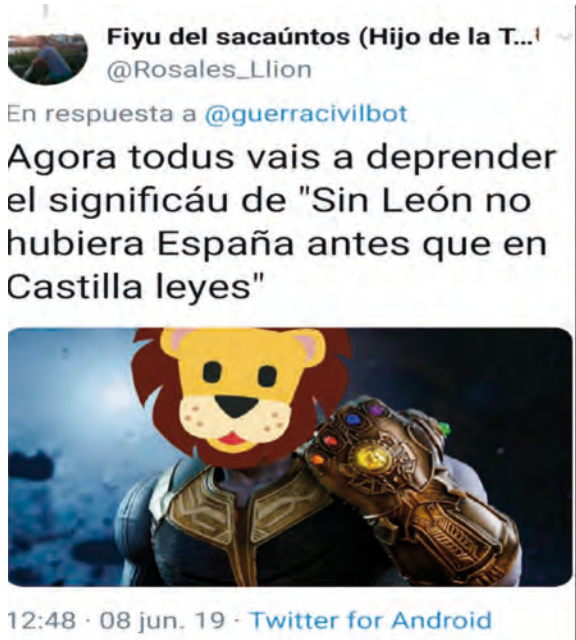 Fiyu del sacaúntos (Hijo de la T...
@Rosales_Llion
En respuesta a @guerracivilbot
Agora todus vais a deprender
el significáu de "Sin León no
hubiera España antes que en
Castilla leyes"
12:48 · 08 jun. 19 · Twitter for Android